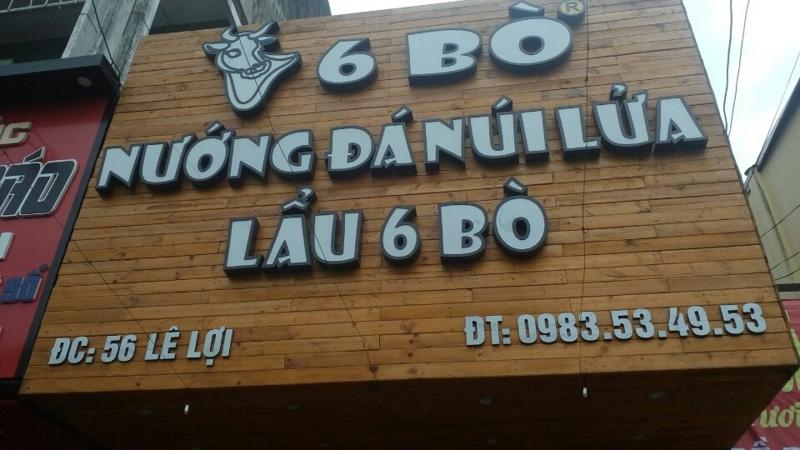 6 BÒ ®
NƯỚNG ĐÁ NÚI LỬA
LẨU 6 BÒ
ĐC: 56 LÊ LỢI
ĐT: 0983.53.49.53